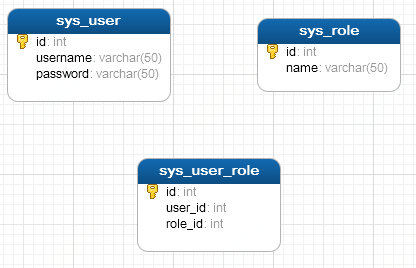 sys_user
id: int
username: varchar(50)
password: varchar(50)
sys_role
id: int
name: varchar(50)
sys_user_role
id: int
user_id: int
role_id: int